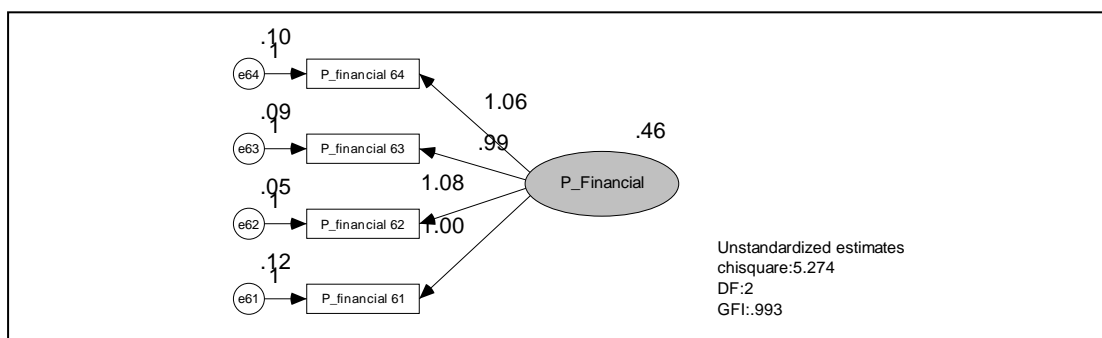 .10
1
e64
P_financial 64
1.06
.09
1
e63
P_financial 63
.99
.46
P_Financial
.05
1
e62
P_financial 62
1.08
.12
1
e61
P_financial 61
1.00
Unstandardized estimates
chisquare:5.274
DF:2
GFI:.993